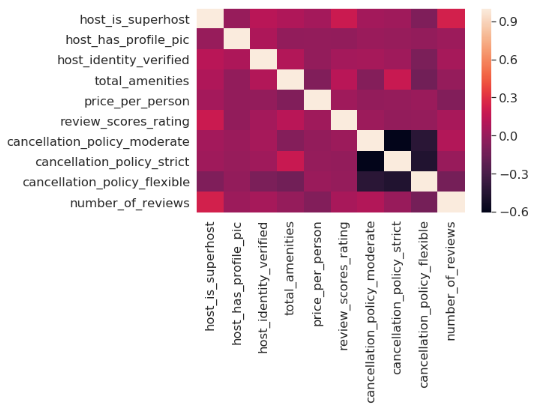 host_is_superhost
host_has_profile_pic
host_identity_verified
total_amenities
price_per_person
review_scores_rating
cancellation_policy_moderate
cancellation_policy_strict
cancellation_policy_flexible
number_of_reviews
0.9
0.6
0.3
0.0
−0.3
−0.6
host_is_superhost
host_has_profile_pic
host_identity_verified
total_amenities
price_per_person
review_scores_rating
cancellation_policy_moderate
cancellation_policy_strict
cancellation_policy_flexible
number_of_reviews